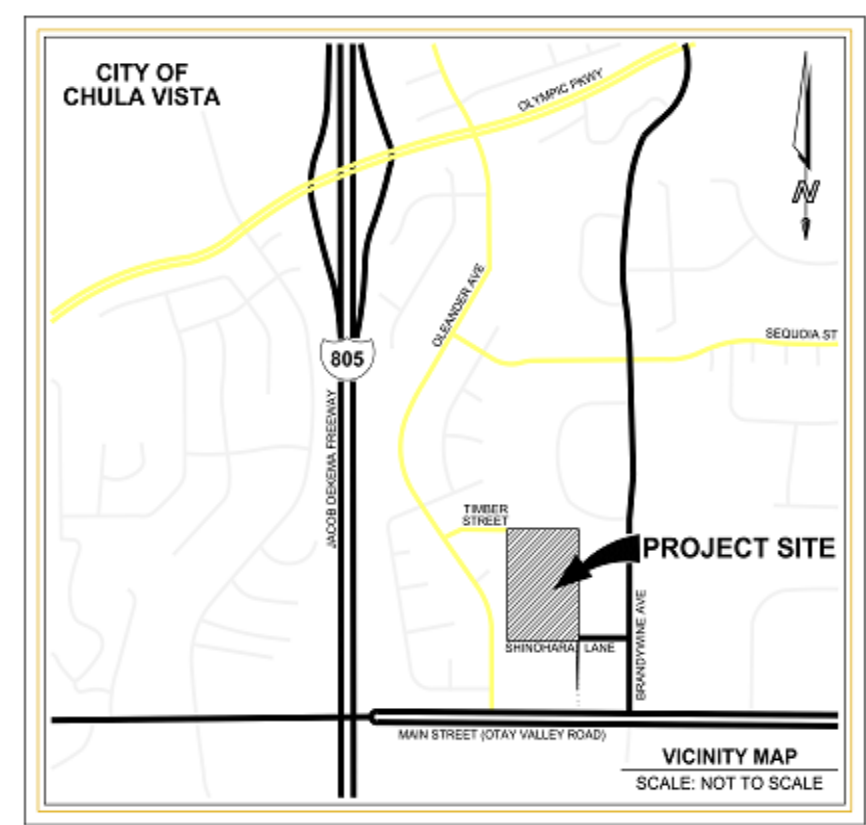 CITY OF
CHULA VISTA
OLYMPIC PKWY
N
OLEANDER AVE
SEQUOIA ST
805
JACOB DEKEMA FREEWAY
TIMBER
STREET
PROJECT SITE
BRANDYWINE AVE
SHINOHARA LANE
MAIN STREET (OTAY VALLEY ROAD)
VICINITY MAP
SCALE: NOT TO SCALE